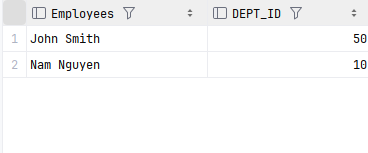 Employees DEPT_ID
1 John Smith 50
2 Nam Nguyen 10